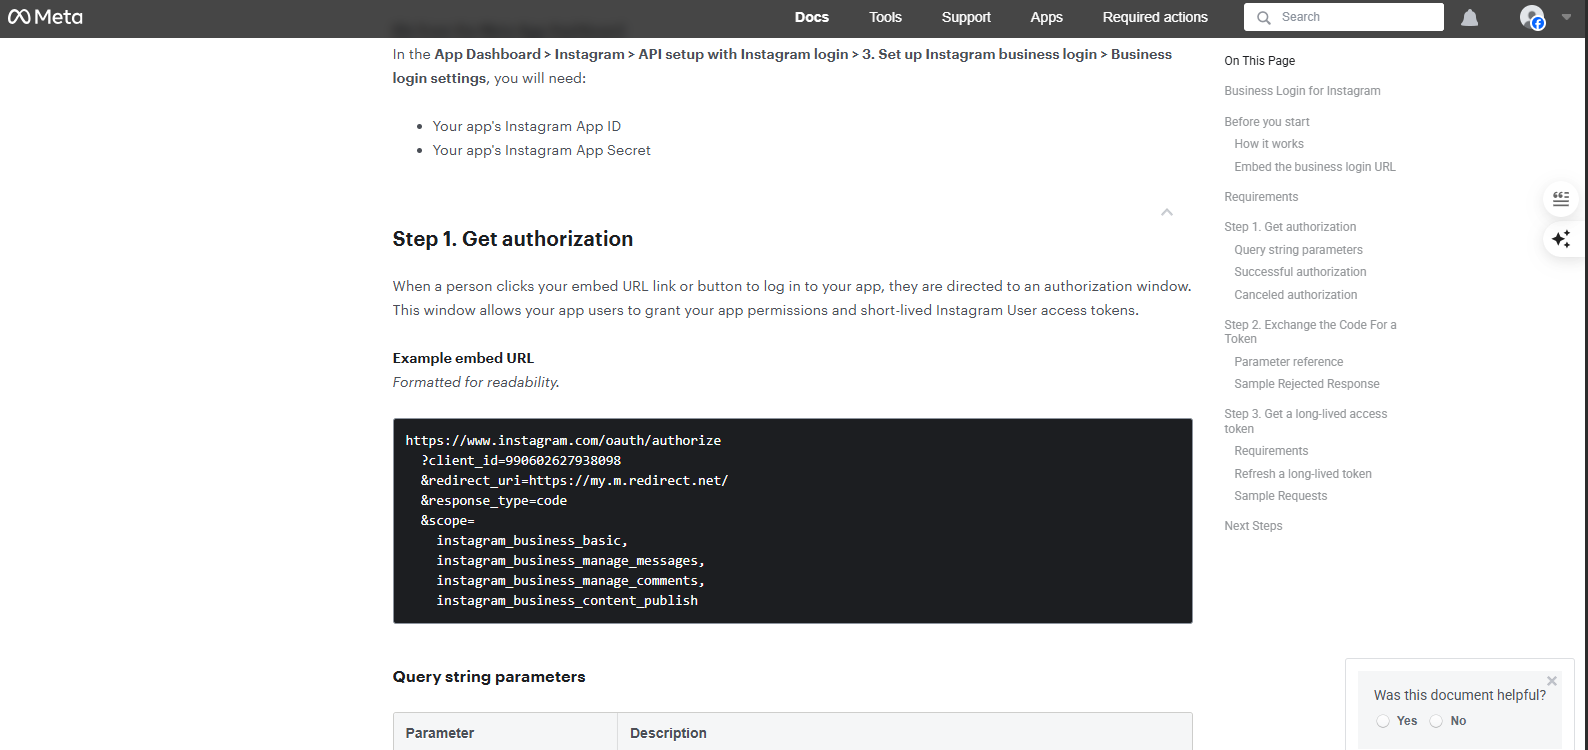 Meta
Docs
Tools
Support
Apps
Required actions
Search
In the App Dashboard > Instagram > API setup with Instagram login > 3. Set up Instagram business login > Business
login settings, you will need:
Your app's Instagram App ID
Your app's Instagram App Secret
Step 1. Get authorization
When a person clicks your embed URL link or button to log in to your app, they are directed to an authorization window.
This window allows your app users to grant your app permissions and short-lived Instagram User access tokens.
Example embed URL
Formatted for readability.
https://www.instagram.com/oauth/authorize
?client_id=990602627938098
&redirect_uri=https://my.m.redirect.net/
&response_type=code
&scope=
instagram_business_basic,
instagram_business_manage_messages,
instagram_business_manage_comments,
instagram_business_content_publish
Query string parameters
Parameter
Description
On This Page
Business Login for Instagram
Before you start
How it works
Embed the business login URL
Requirements
Step 1. Get authorization
Query string parameters
Successful authorization
Canceled authorization
Step 2. Exchange the Code For a
Token
Parameter reference
Sample Rejected Response
Step 3. Get a long-lived access
token
Requirements
Refresh a long-lived token
Sample Requests
Next Steps
Was this document helpful?
Yes
No